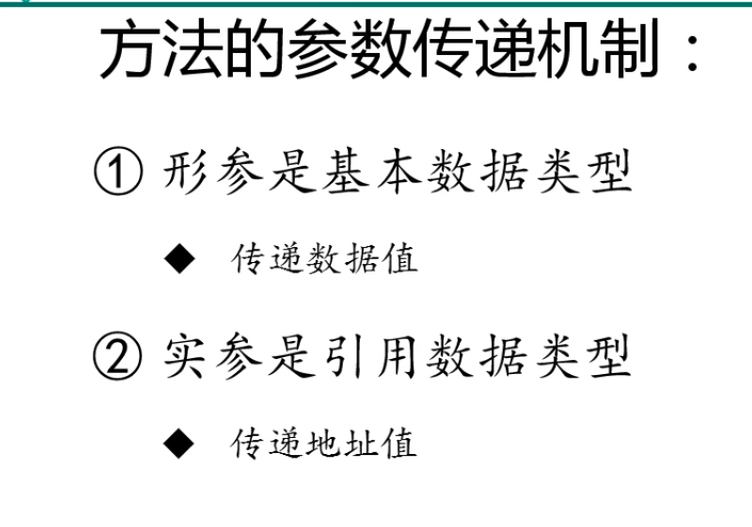 方法的参数传递机制：
① 形参是基本数据类型
◆ 传递数据值
② 实参是引用数据类型
◆ 传递地址值